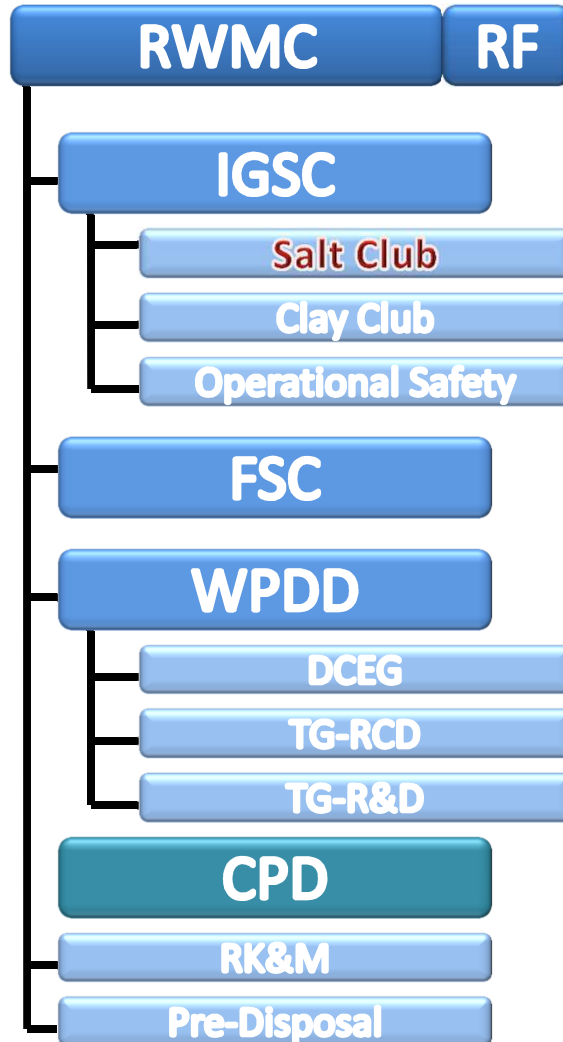 RWMC RF
IGSC
Salt Club
Clay Club
Operational Safety
FSC
WPDD
DCEG
TG-RCD
TG-R&D
CPD
RK&M
Pre-Disposal